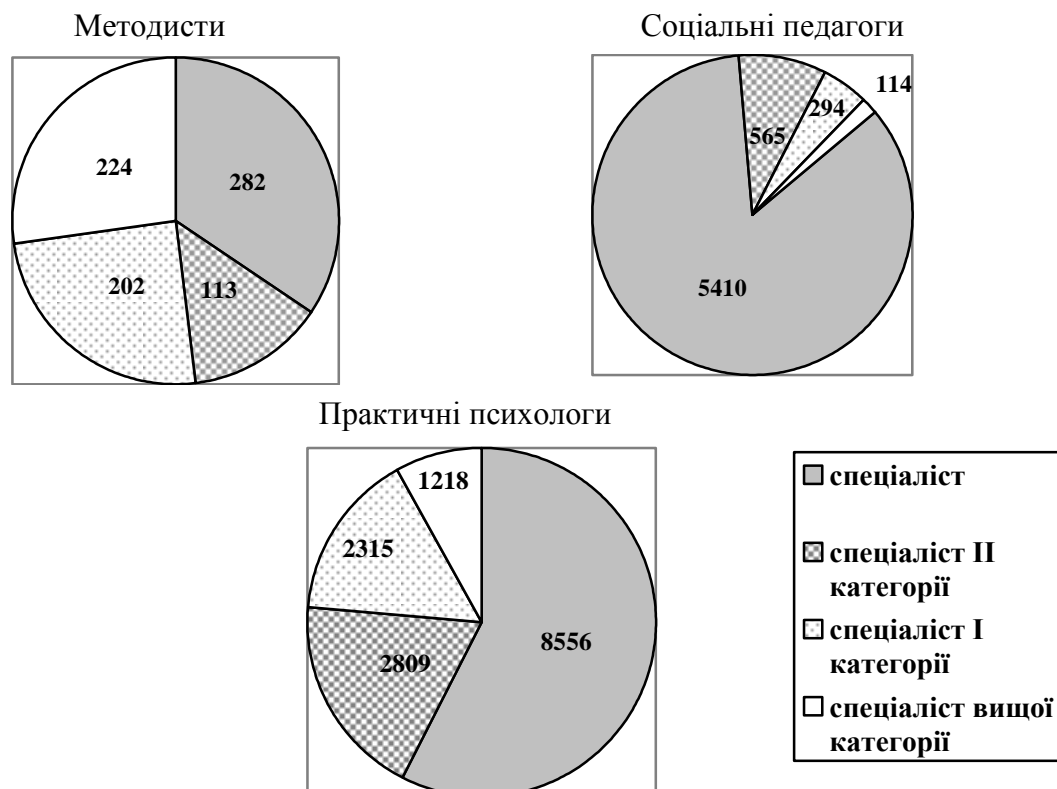 Методисти
224
282
202
113
Соціальні педагоги
114
294
565
5410
Практичні психологи
1218
2315
2809
8556
спеціаліст
спеціаліст ІІ
категорії
спеціаліст І
категорії
спеціаліст вищої
категорії